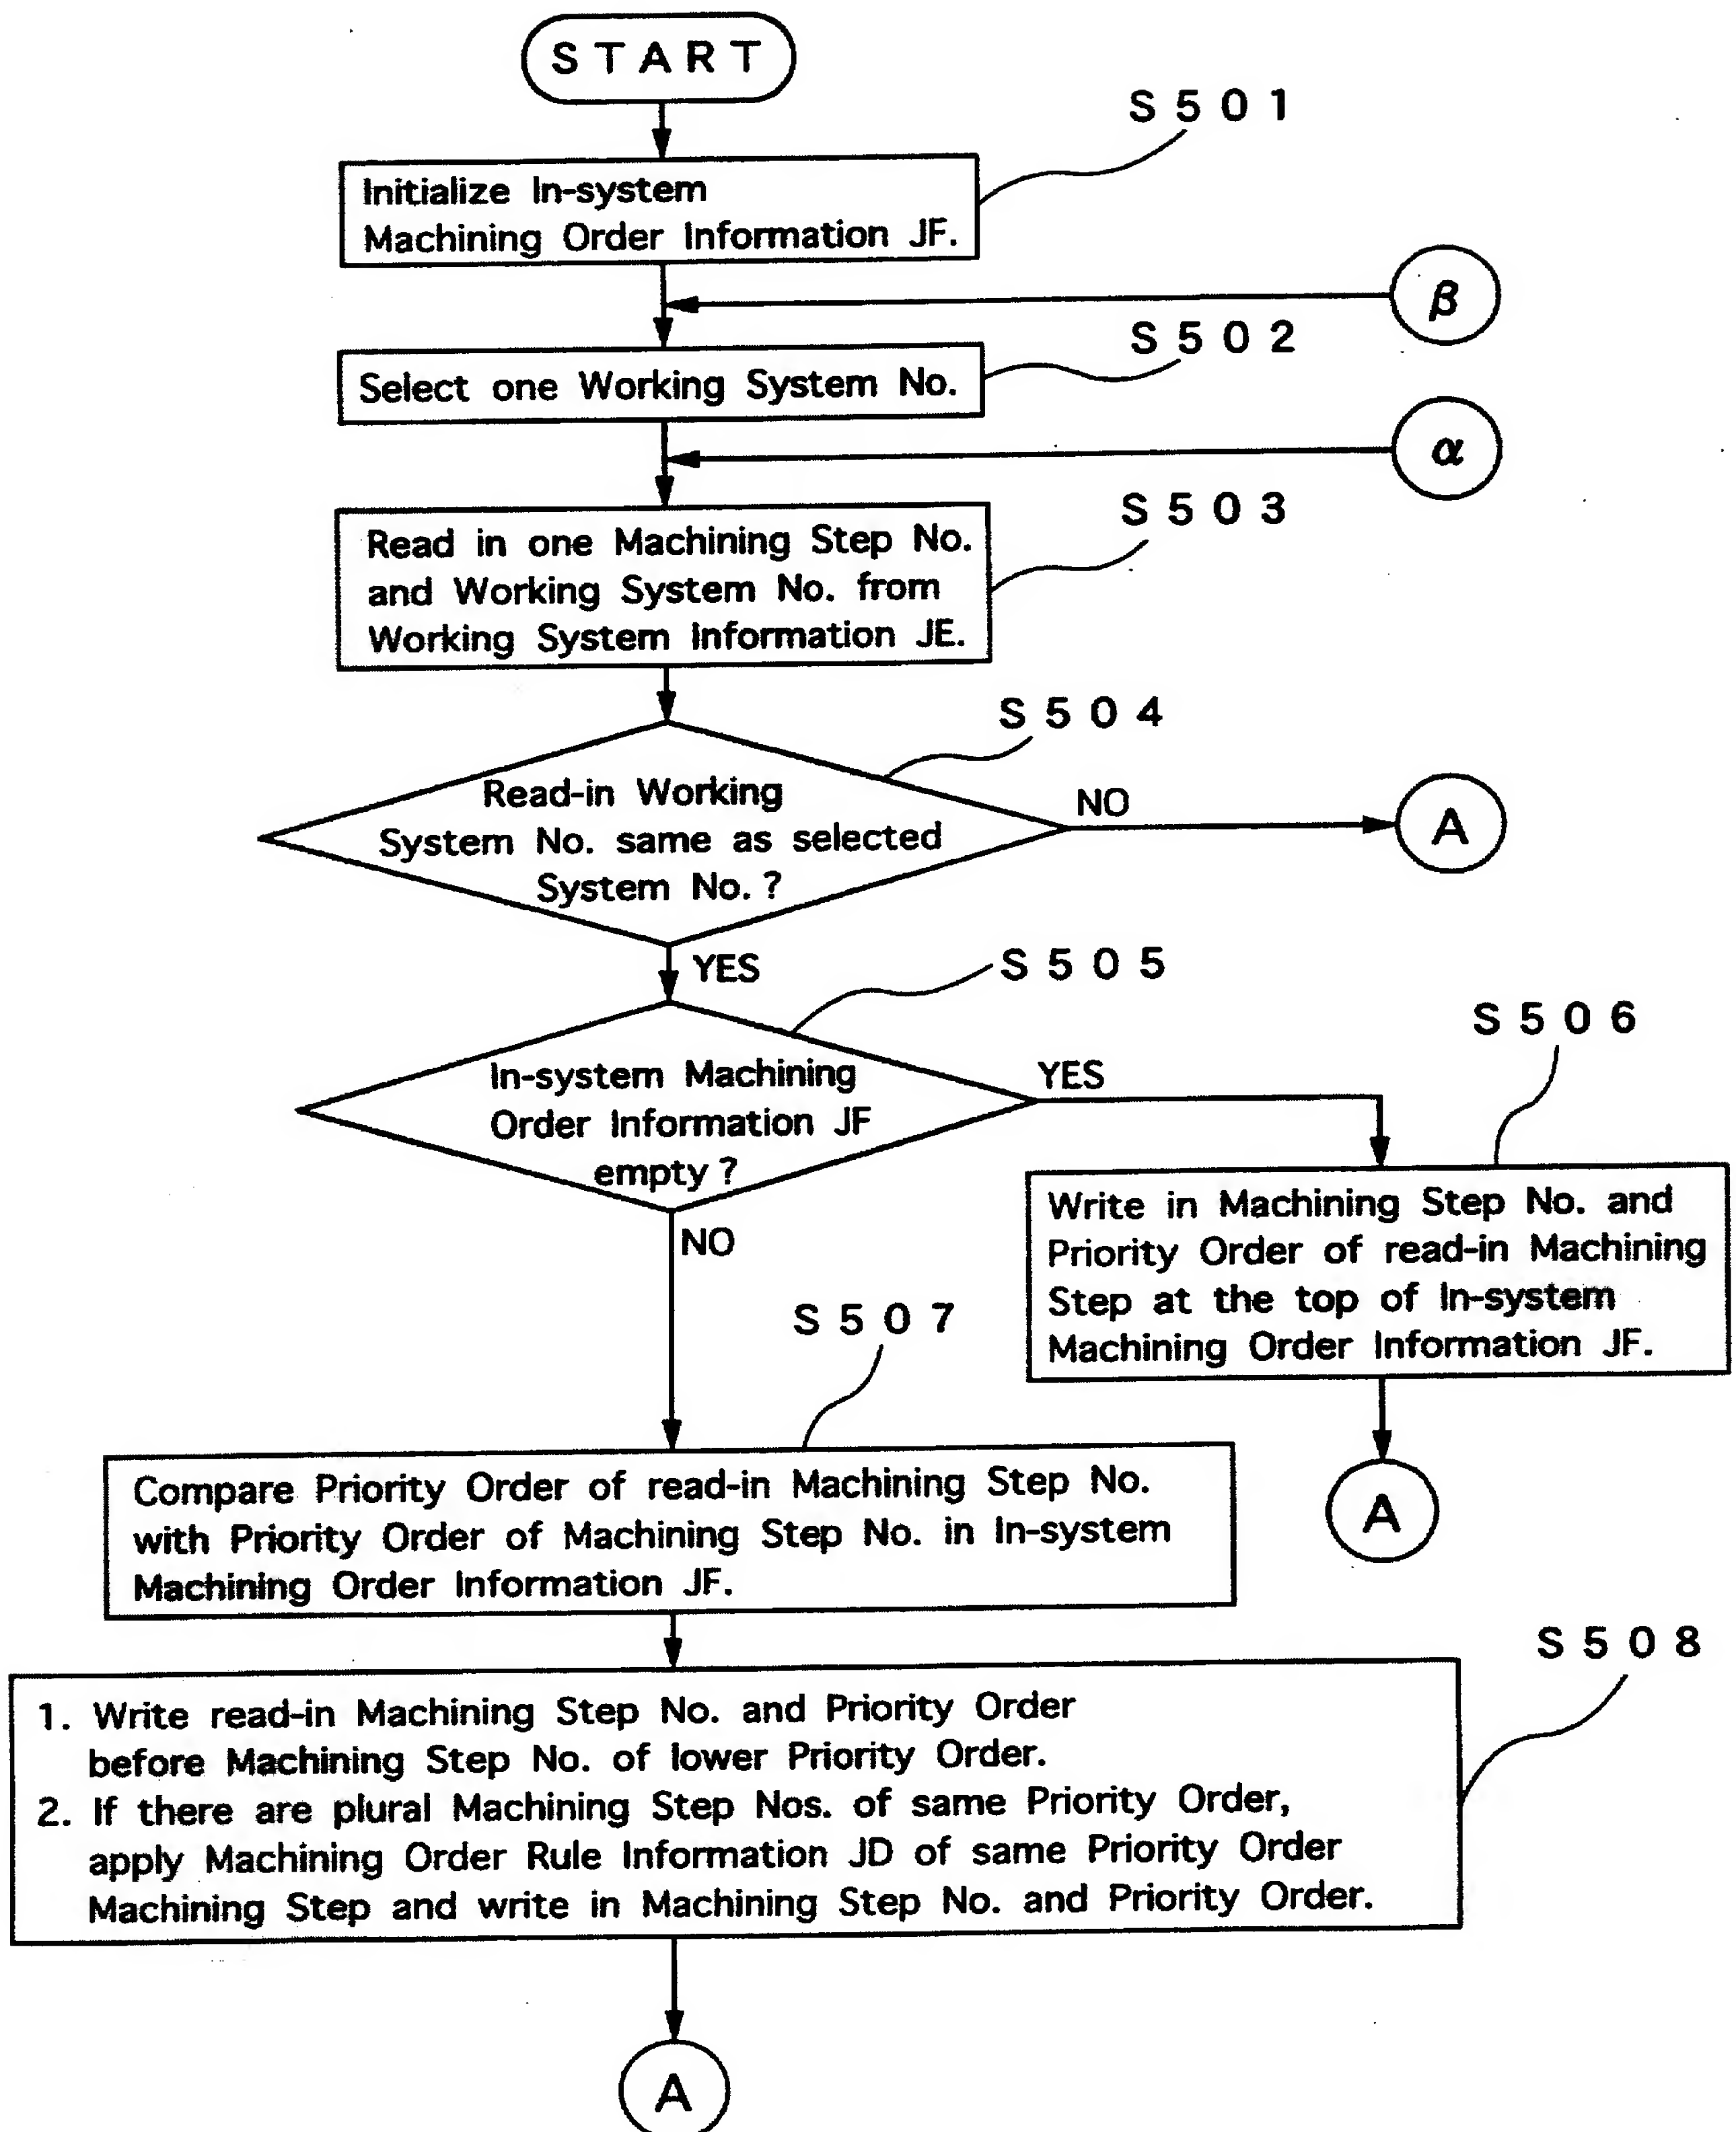 START
S501
Initialize In-system
Machining Order Information JF.
β
S502
Select one Working System No.
α
S503
Read in one Machining Step No.
and Working System No. from
Working System Information JE.
S504
Read-in Working
System No. same as selected
System No.?
NO
A
YES
S505
In-system Machining
Order Information JF
empty?
YES
S506
Write in Machining Step No. and
Priority Order of read-in Machining
Step at the top of In-system
Machining Order Information JF.
A
NO
S507
Compare Priority Order of read-in Machining Step No.
with Priority Order of Machining Step No. in In-system
Machining Order Information JF.
S508
1. Write read-in Machining Step No. and Priority Order
before Machining Step No. of lower Priority Order.
2. If there are plural Machining Step Nos. of same Priority Order,
apply Machining Order Rule Information JD of same Priority Order
Machining Step and write in Machining Step No. and Priority Order.
A